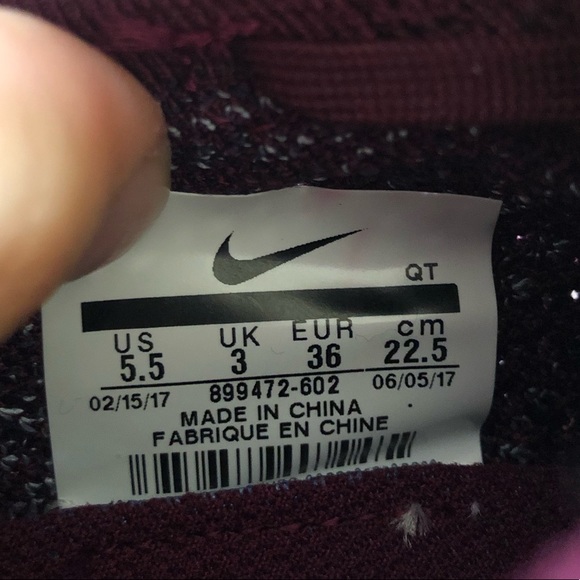 QT
US UK EUR cm
5.5 3 36 22.5
02/15/17 899472-602 06/05/17
MADE IN CHINA
FABRIQUE EN CHINE